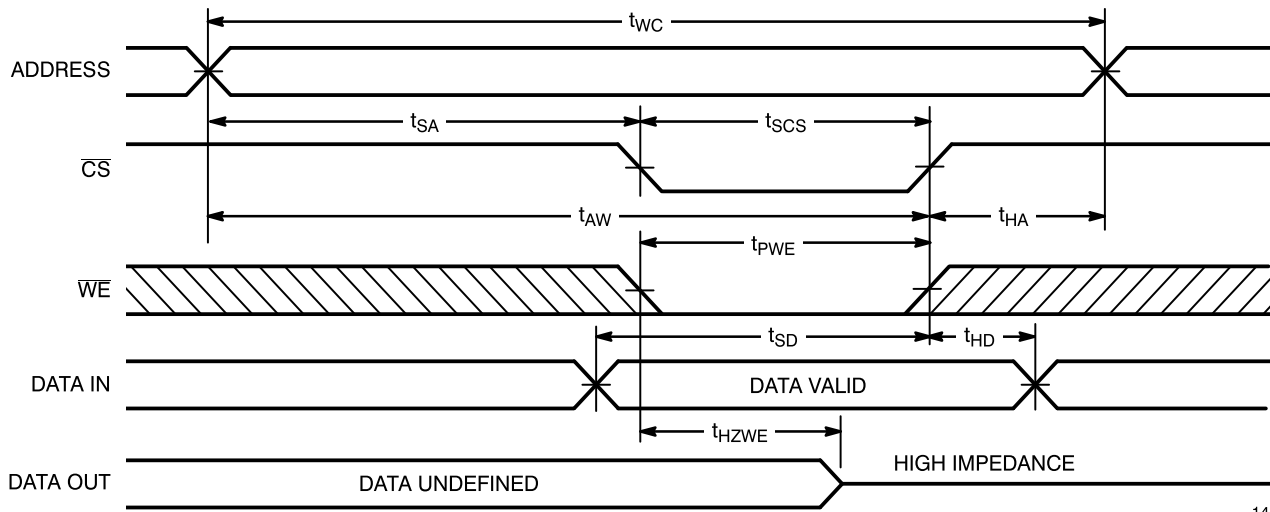 tWC
ADDRESS
tSA
tSCS
CS
tAW
tHA
tPWE
WE
tSD
tHD
DATA IN
DATA VALID
tHZWE
HIGH IMPEDANCE
DATA OUT
DATA UNDEFINED